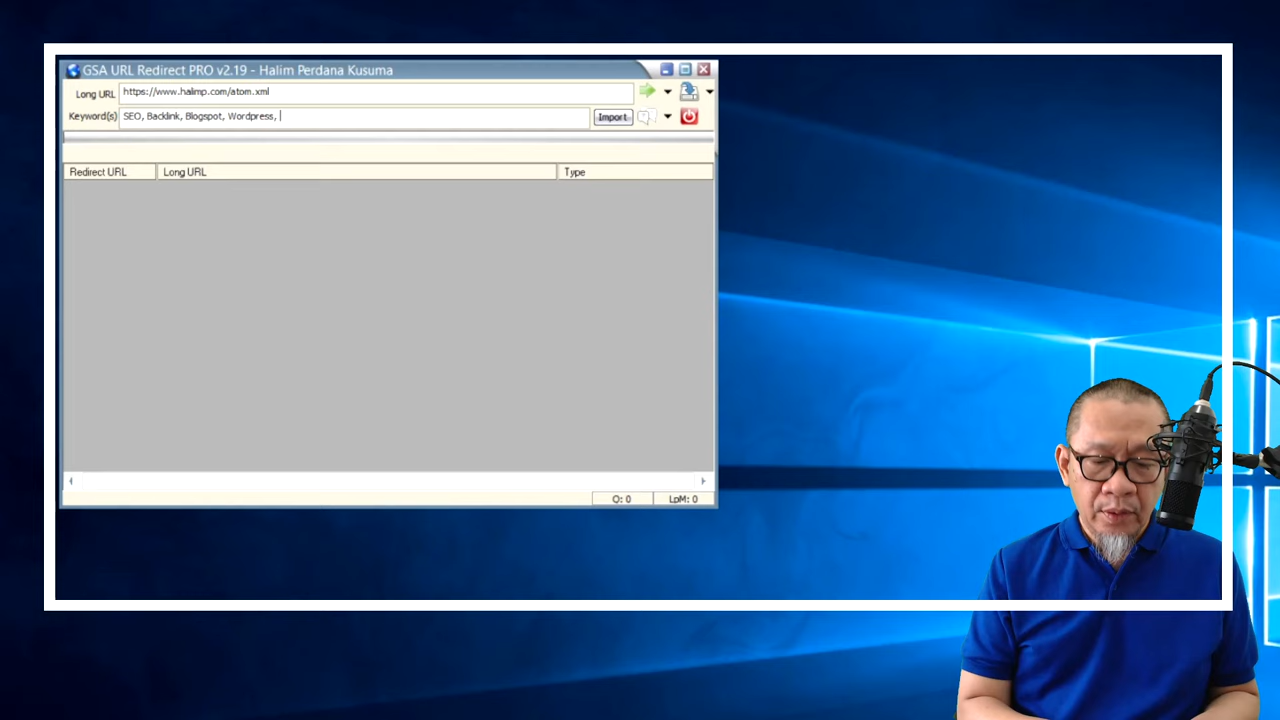 GSA URL Redirect PRO v2.19 - Halim Perdana Kusuma
Long URL https://www.halimp.com/atom.xml
Keyword(s) SEO, Backlink, Blogspot, Wordpress, Import
Redirect URL Long URL Type
Q: 0 LpM: 0